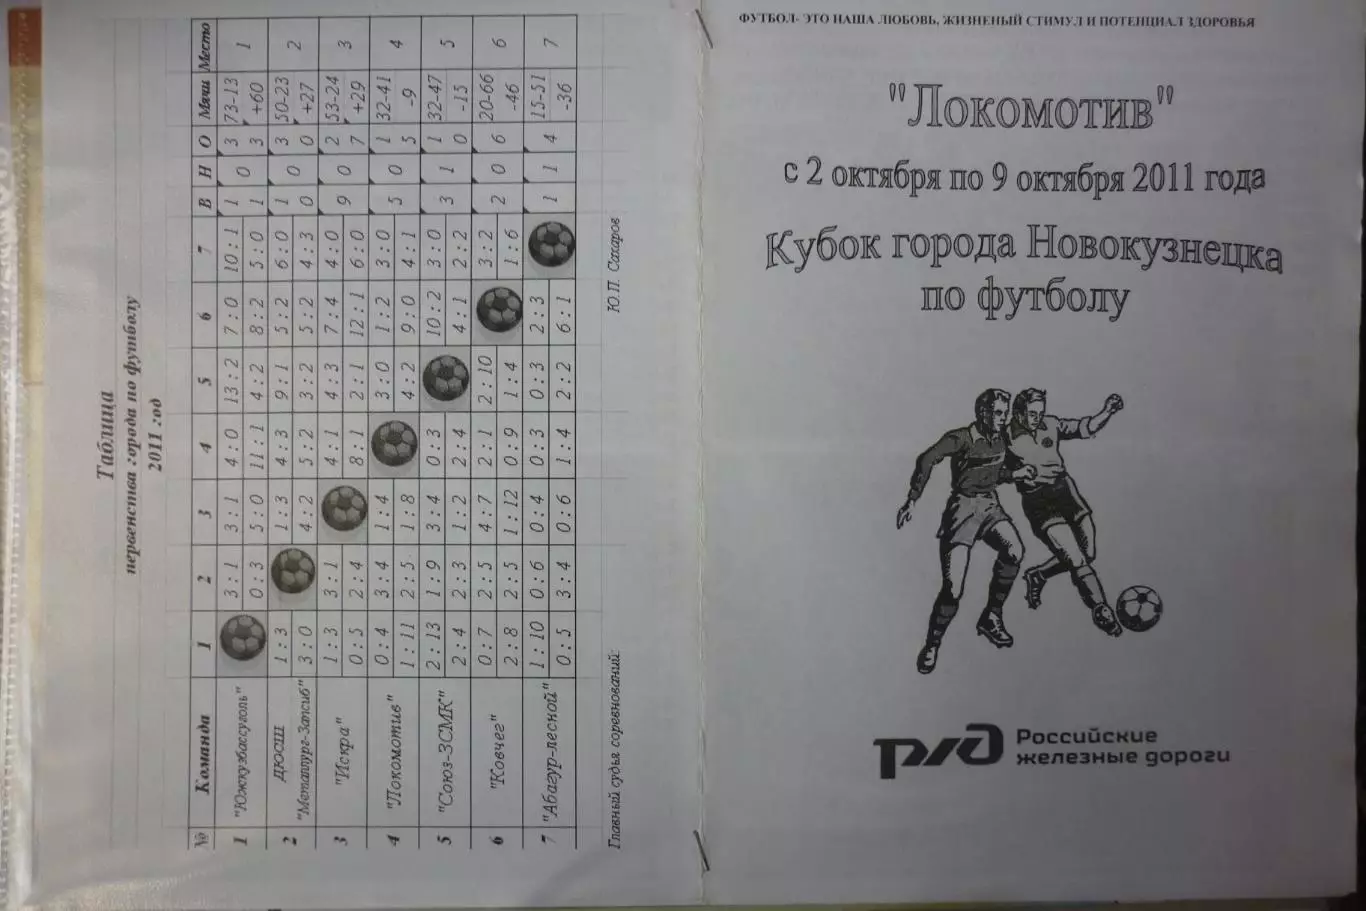 Таблица
первенства города по футболу
2011 год
№ Команда 1 2 3 4 5 6 7 В Н О Мячи Место
1 "Южкузбассуголь" 3 : 1 3 : 1 4 : 0 13 : 2 7 : 0 10 : 1 1 0 3 73-13 1
0 : 3 5 : 0 11 : 1 4 : 2 8 : 2 5 : 0 1 3 +60
2 ДЮСШ 1 : 3 1 : 3 4 : 3 9 : 1 5 : 2 6 : 0 1 0 3 50-23 2
"Металлург-Запсиб" 3 : 0 4 : 2 5 : 2 3 : 2 5 : 2 4 : 3 0 0 +27
3 "Искра" 1 : 3 3 : 1 4 : 1 4 : 3 7 : 4 4 : 0 9 0 2 53-24 3
0 : 5 2 : 4 8 : 1 2 : 1 12 : 1 6 : 0 7 +29
4 "Локомотив" 0 : 4 3 : 4 1 : 4 3 : 0 1 : 2 3 : 0 5 0 1 32-41 4
1 : 11 2 : 5 1 : 8 4 : 2 9 : 0 4 : 1 5 -9
5 "Союз-ЗСМК" 2 : 13 1 : 9 3 : 4 0 : 3 10 : 2 3 : 0 3 1 1 32-47 5
2 : 4 2 : 3 1 : 2 2 : 4 4 : 1 2 : 2 0 -15
6 "Ковчег" 0 : 7 2 : 5 4 : 7 2 : 1 2 : 10 3 : 2 2 0 6 20-66 6
2 : 8 2 : 5 1 : 12 0 : 9 1 : 4 1 : 6 -46
7 "Абагур-лесной" 1 : 10 0 : 6 0 : 4 0 : 3 0 : 3 2 : 3 1 1 4 15-51 7
0 : 5 3 : 4 0 : 6 1 : 4 2 : 2 6 : 1 -36
Главный судья соревнований: Ю.П. Сахаров
ФУТБОЛ- ЭТО НАША ЛЮБОВЬ, ЖИЗНЕНЫЙ СТИМУЛ И ПОТЕНЦИАЛ ЗДОРОВЬЯ
"Локомотив"
с 2 октября по 9 октября 2011 года
Кубок города Новокузнецка
по футболу
ржд Российские
железные дороги